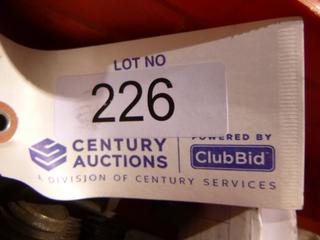 LOT NO
226
CENTURY
AUCTIONS
POWERED BY
ClubBid
A DIVISION OF CENTURY SERVICES